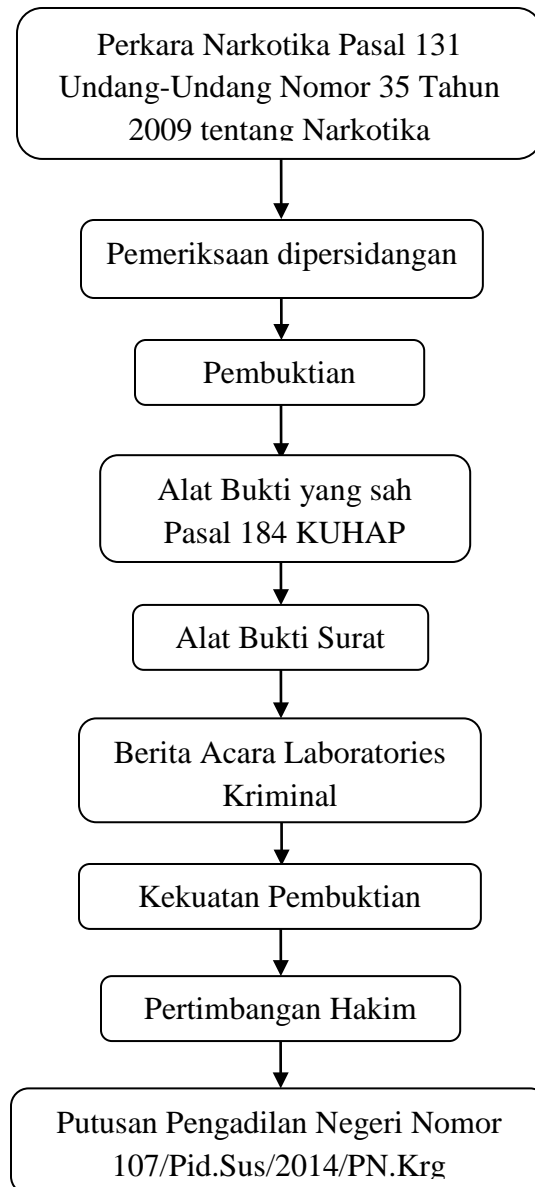 Perkara Narkotika Pasal 131
Undang-Undang Nomor 35 Tahun
2009 tentang Narkotika
Pemeriksaan dipersidangan
Pembuktian
Alat Bukti yang sah
Pasal 184 KUHAP
Alat Bukti Surat
Berita Acara Laboratories
Kriminal
Kekuatan Pembuktian
Pertimbangan Hakim
Putusan Pengadilan Negeri Nomor
107/Pid.Sus/2014/PN.Krg